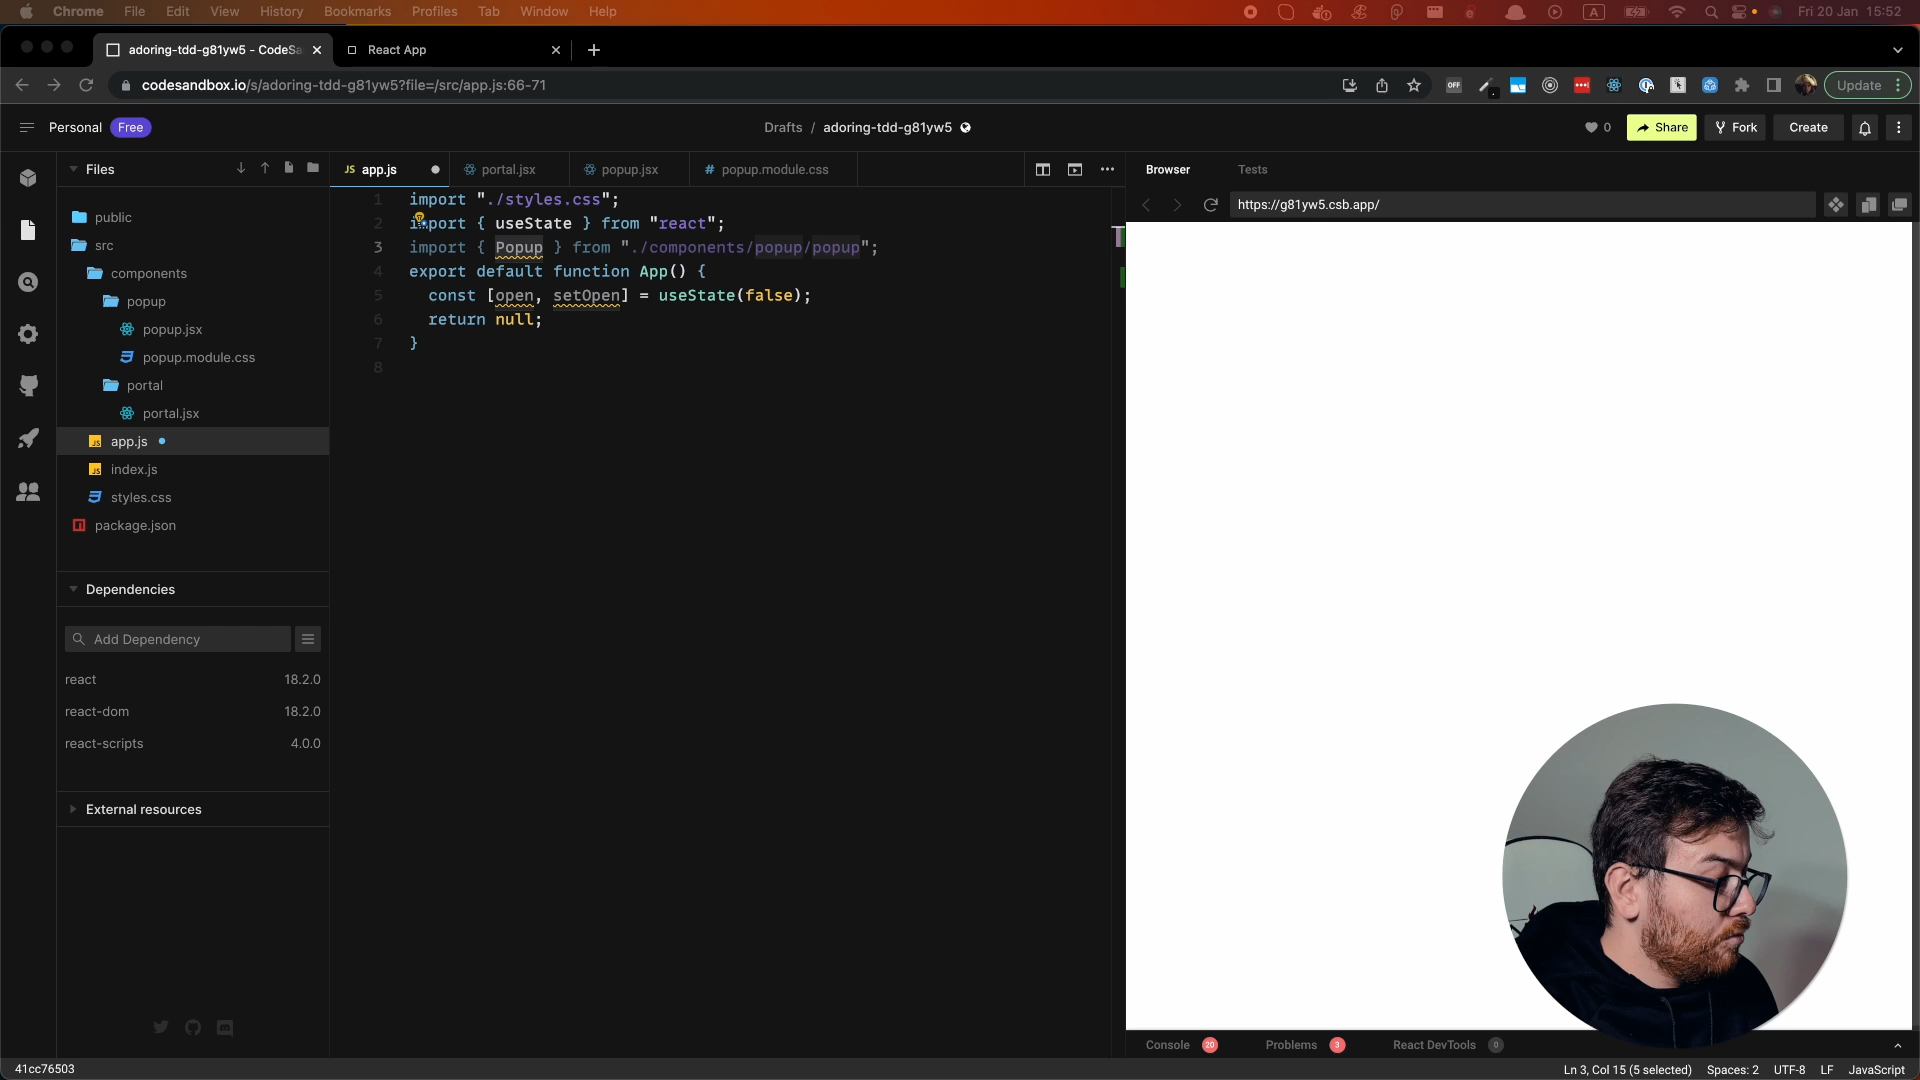 Chrome File Edit View History Bookmarks Profiles Tab Window Help
A
Fri 20 Jan 15:52
adoring-tdd-g81yw5 - CodeSa
React App
codesandbox.io/s/adoring-tdd-g81yw5?file=/src/app.js:66-71
OFF
Update
Personal Free
Drafts / adoring-tdd-g81yw5
0
Share
Fork
Create
Files
JS app.js
portal.jsx
popup.jsx
# popup.module.css
Browser
Tests
https://g81yw5.csb.app/
public
src
components
popup
popup.jsx
popup.module.css
portal
portal.jsx
JS app.js
JS index.js
styles.css
package.json
1 import "./styles.css";
2 import { useState } from "react";
3 import { Popup } from "./components/popup/popup";
4 export default function App() {
5 const [open, setOpen] = useState(false);
6 return null;
7 }
8
Dependencies
Add Dependency
react 18.2.0
react-dom 18.2.0
react-scripts 4.0.0
External resources
Console 20
Problems 3
React DevTools 0
41cc76503
Ln 3, Col 15 (5 selected) Spaces: 2 UTF-8 LF JavaScript